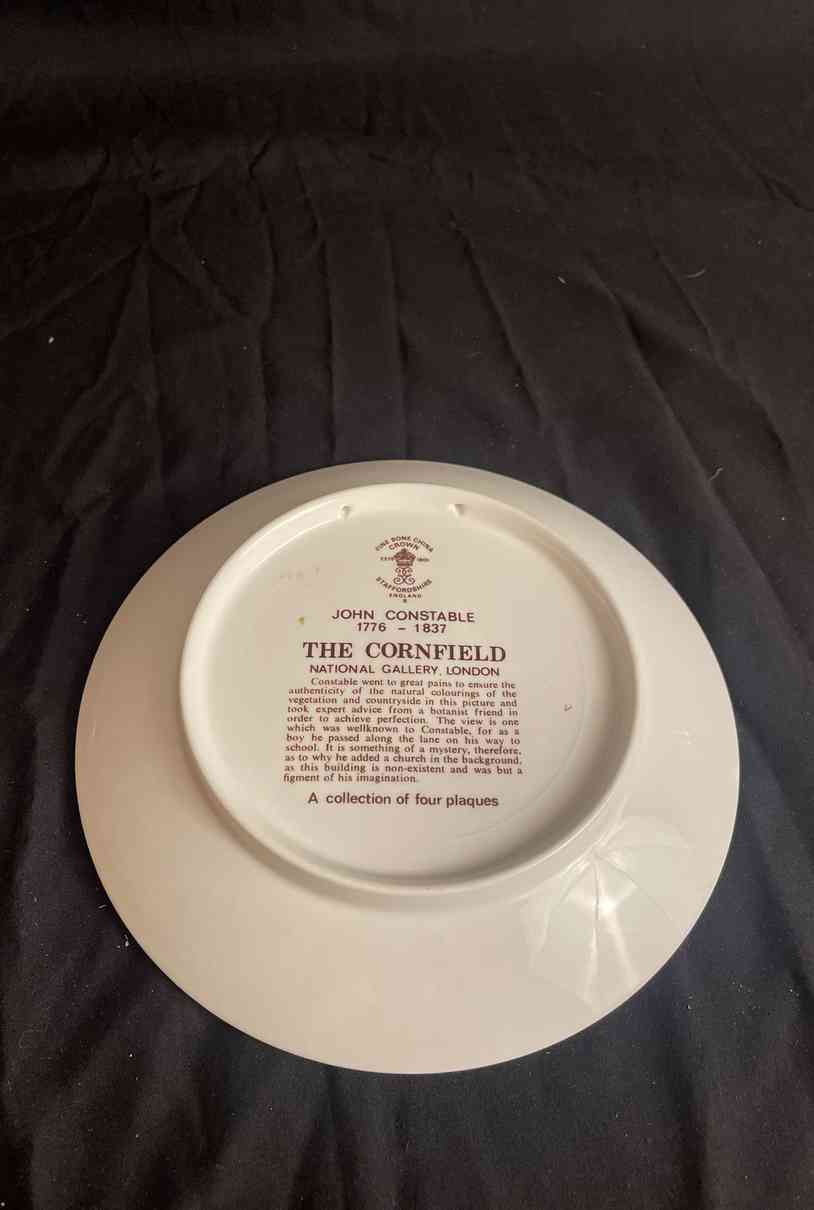 FINE BONE CHINA
CROWN
STAFFORDSHIRE
ENGLAND
JOHN CONSTABLE
1776 – 1837
THE CORNFIELD
NATIONAL GALLERY, LONDON
Constable went to great pains to ensure the
authenticity of the natural colourings of the
vegetation and countryside in this picture and
took expert advice from a botanist friend in
order to achieve perfection. The view is one
which was wellknown to Constable, for as a
boy he passed along the lane on his way to
school. It is something of a mystery, therefore,
as to why he added a church in the background,
as this building is non-existent and was but a
figment of his imagination.
A collection of four plaques